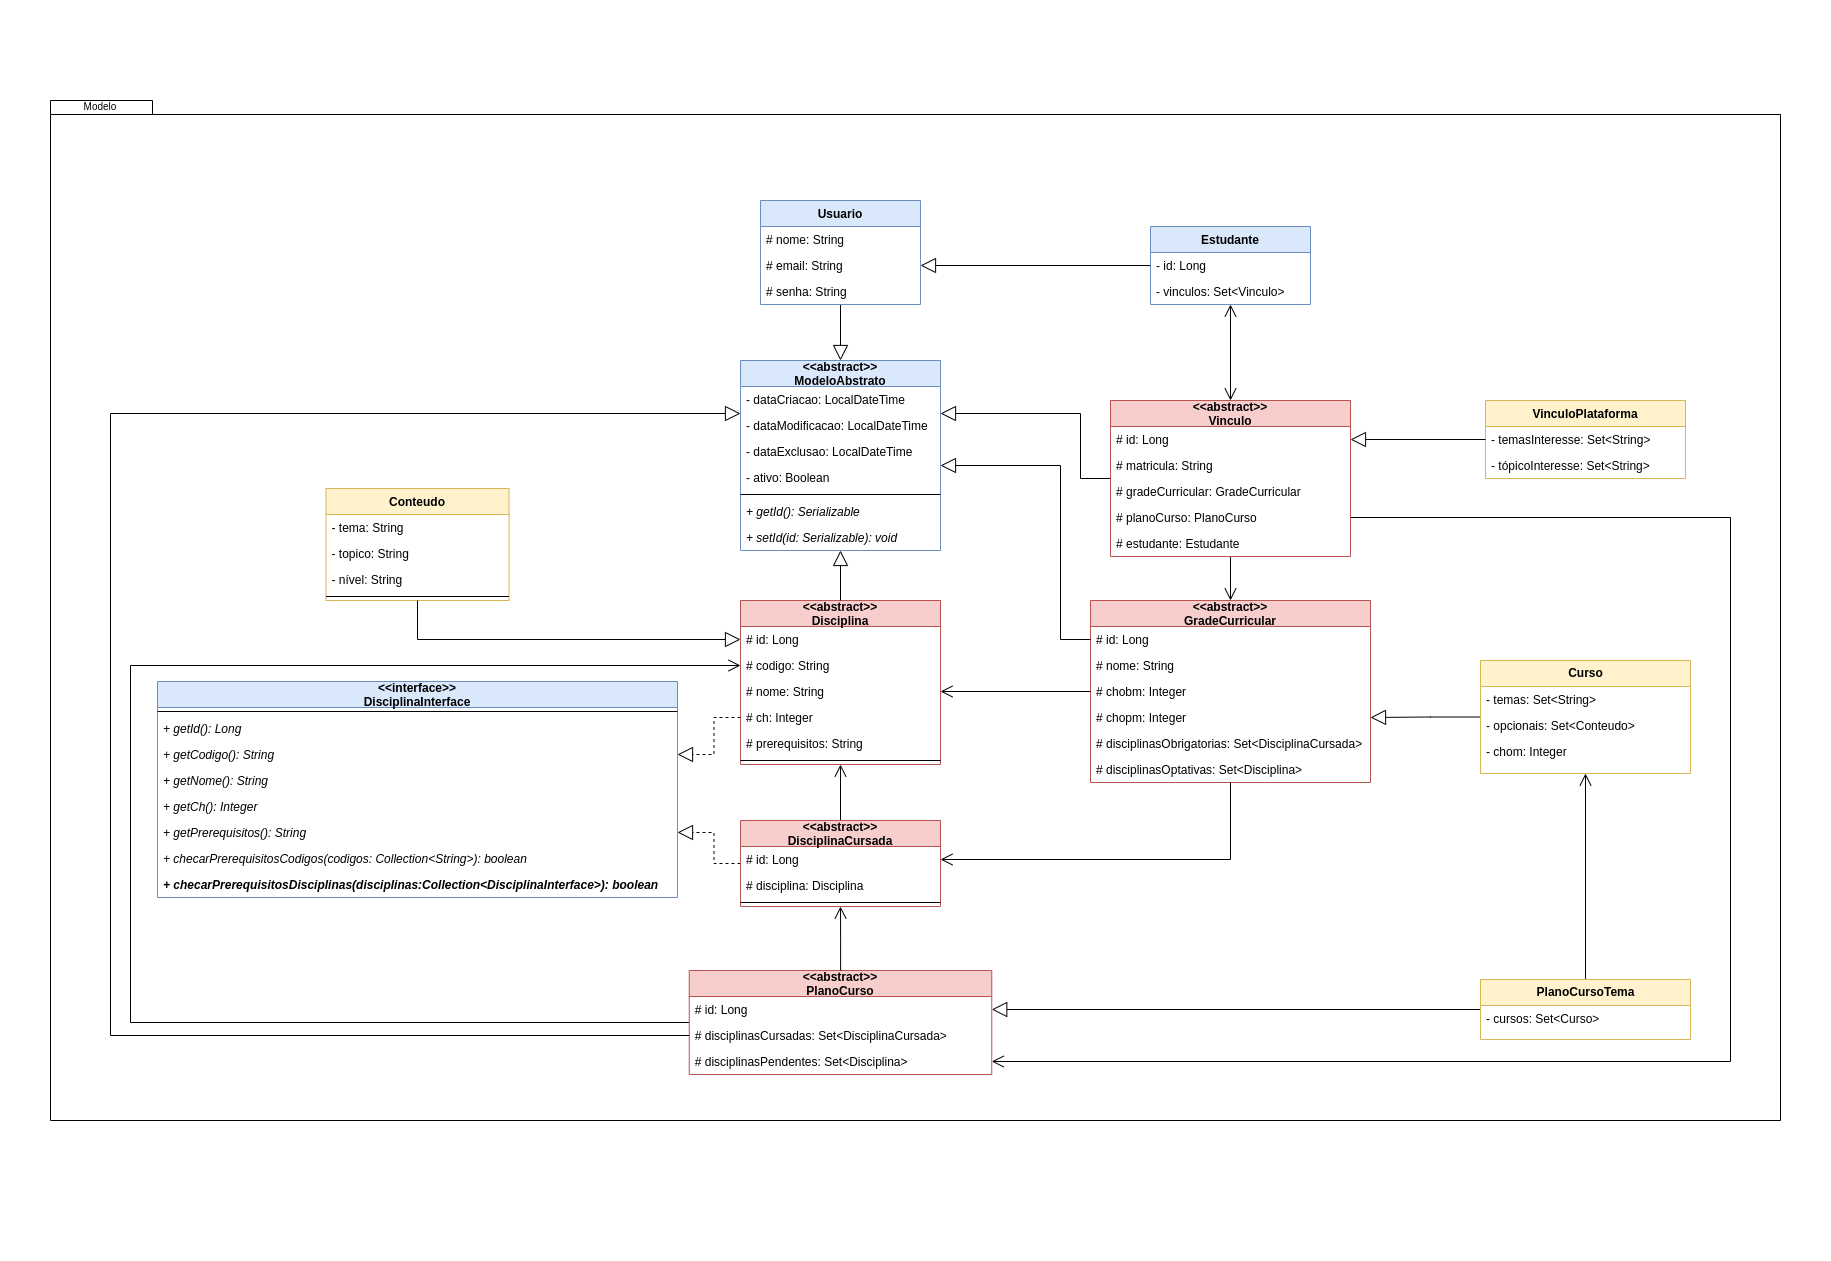 Modelo
Usuario
# nome: String
# email: String
# senha: String
Estudante
- id: Long
- vinculos: Set<Vinculo>
<<abstract>>
ModeloAbstrato
- dataCriacao: LocalDateTime
- dataModificacao: LocalDateTime
- dataExclusao: LocalDateTime
- ativo: Boolean
+ getId(): Serializable
+ setId(id: Serializable): void
<<abstract>>
Vinculo
# id: Long
# matricula: String
# gradeCurricular: GradeCurricular
# planoCurso: PlanoCurso
# estudante: Estudante
VinculoPlataforma
- temasInteresse: Set<String>
- tópicoInteresse: Set<String>
Conteudo
- tema: String
- topico: String
- nível: String
<<abstract>>
Disciplina
# id: Long
# codigo: String
# nome: String
# ch: Integer
# prerequisitos: String
<<abstract>>
GradeCurricular
# id: Long
# nome: String
# chobm: Integer
# chopm: Integer
# disciplinasObrigatorias: Set<DisciplinaCursada>
# disciplinasOptativas: Set<Disciplina>
Curso
- temas: Set<String>
- opcionais: Set<Conteudo>
- chom: Integer
<<interface>>
DisciplinaInterface
+ getId(): Long
+ getCodigo(): String
+ getNome(): String
+ getCh(): Integer
+ getPrerequisitos(): String
+ checarPrerequisitosCodigos(codigos: Collection<String>): boolean
+ checarPrerequisitosDisciplinas(disciplinas:Collection<DisciplinaInterface>): boolean
<<abstract>>
DisciplinaCursada
# id: Long
# disciplina: Disciplina
<<abstract>>
PlanoCurso
# id: Long
# disciplinasCursadas: Set<DisciplinaCursada>
# disciplinasPendentes: Set<Disciplina>
PlanoCursoTema
- cursos: Set<Curso>